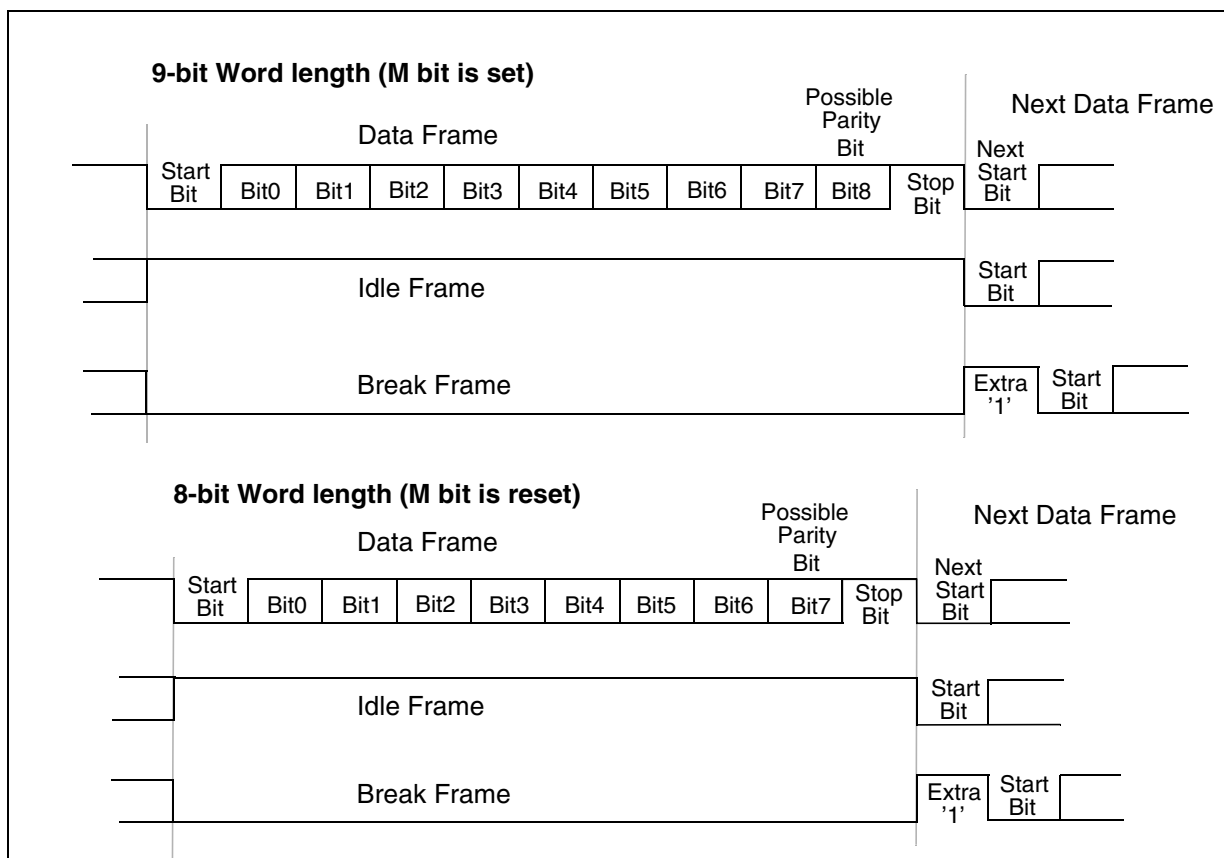 9-bit Word length (M bit is set)
Possible
Parity
Bit
Next Data Frame
Data Frame
Start
Bit
Bit0 Bit1 Bit2 Bit3 Bit4 Bit5 Bit6 Bit7 Bit8
Stop
Bit
Next
Start
Bit
Idle Frame
Start
Bit
Break Frame
Extra
'1'
Start
Bit
8-bit Word length (M bit is reset)
Possible
Parity
Bit
Next Data Frame
Data Frame
Start
Bit
Bit0 Bit1 Bit2 Bit3 Bit4 Bit5 Bit6 Bit7
Stop
Bit
Next
Start
Bit
Idle Frame
Start
Bit
Break Frame
Extra
'1'
Start
Bit